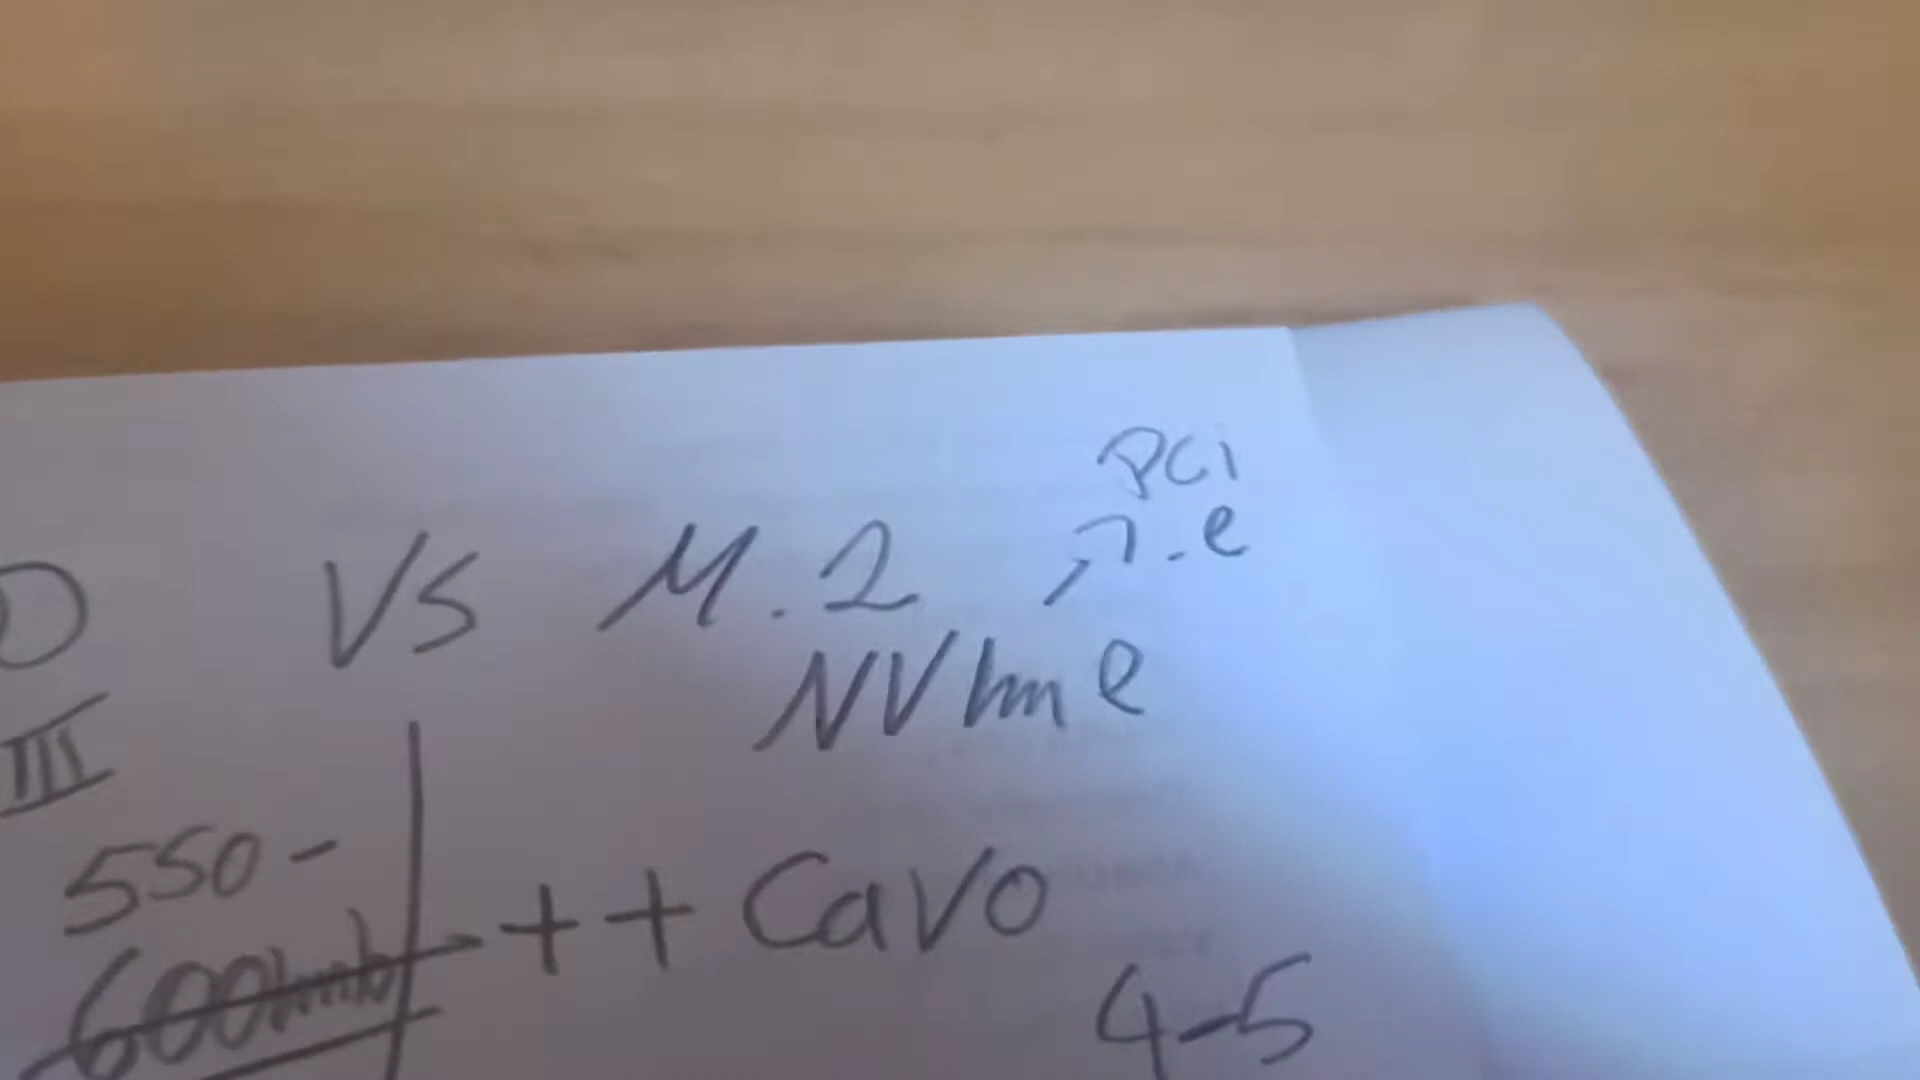 PCI
-e
VS M.2
NVme
III
550-
600mb ++ Cavo
4-5